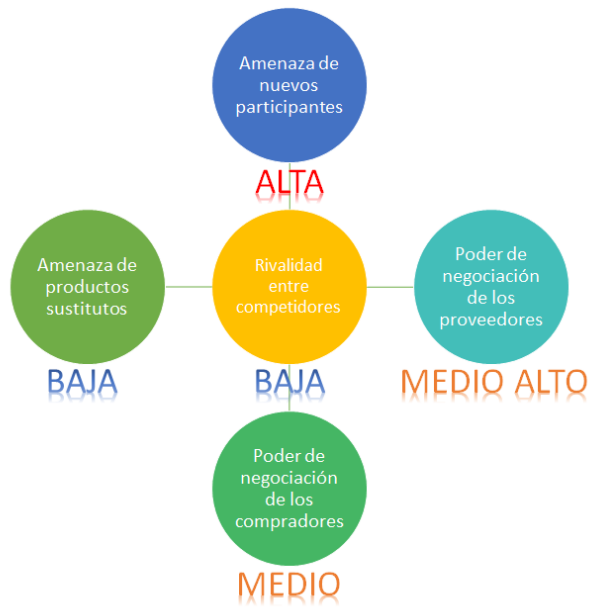 Amenaza de
nuevos
participantes
ALTA
Amenaza de
productos
sustitutos
BAJA
Rivalidad
entre
competidores
BAJA
Poder de
negociación
de los
proveedores
MEDIO ALTO
Poder de
negociación
de los
compradores
MEDIO